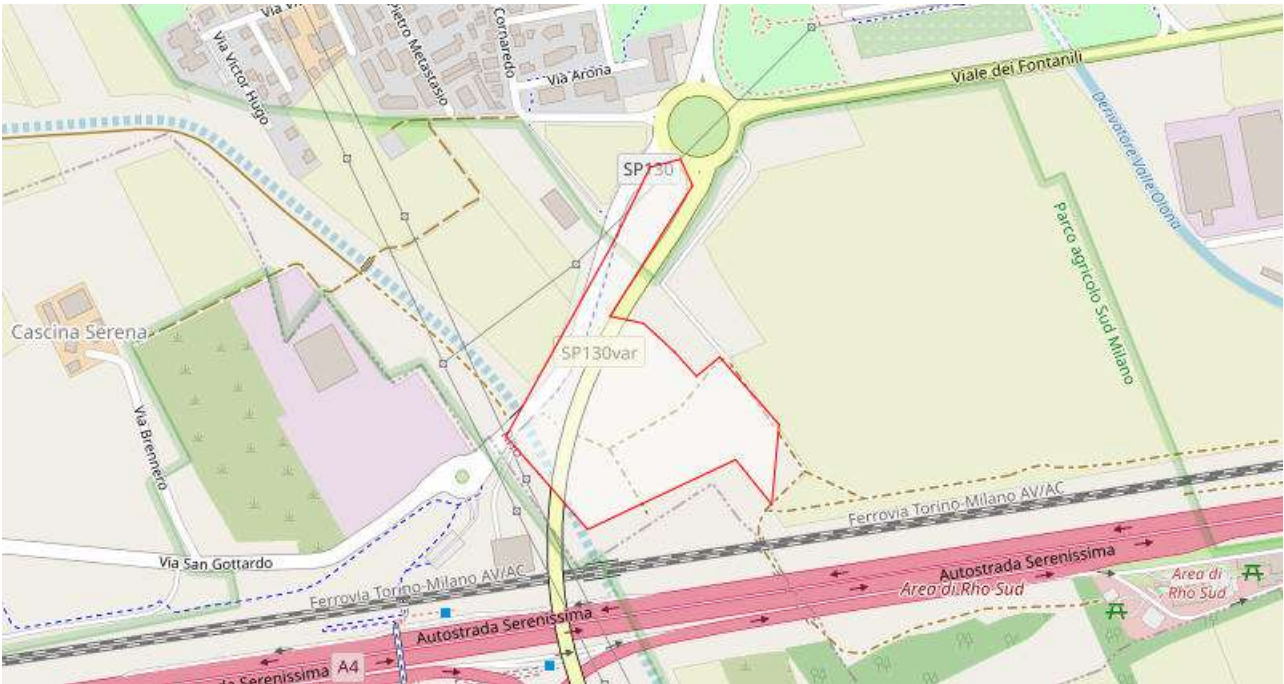 Via Victor Hugo
Pietro Metastasio
Cornaredo
Via Arona
Viale dei Fontanili
Derivatore Valle Olona
SP130
Parco agricolo Sud Milano
Cascina Serena
SP130var
Via Brennero
Via San Gottardo
Ferrovia Torino-Milano AV/AC
Ferrovia Torino-Milano AV/AC
Autostrada Serenissima
Area di Rho Sud
Area di
Rho Sud
Autostrada Serenissima
A4
Serenissima